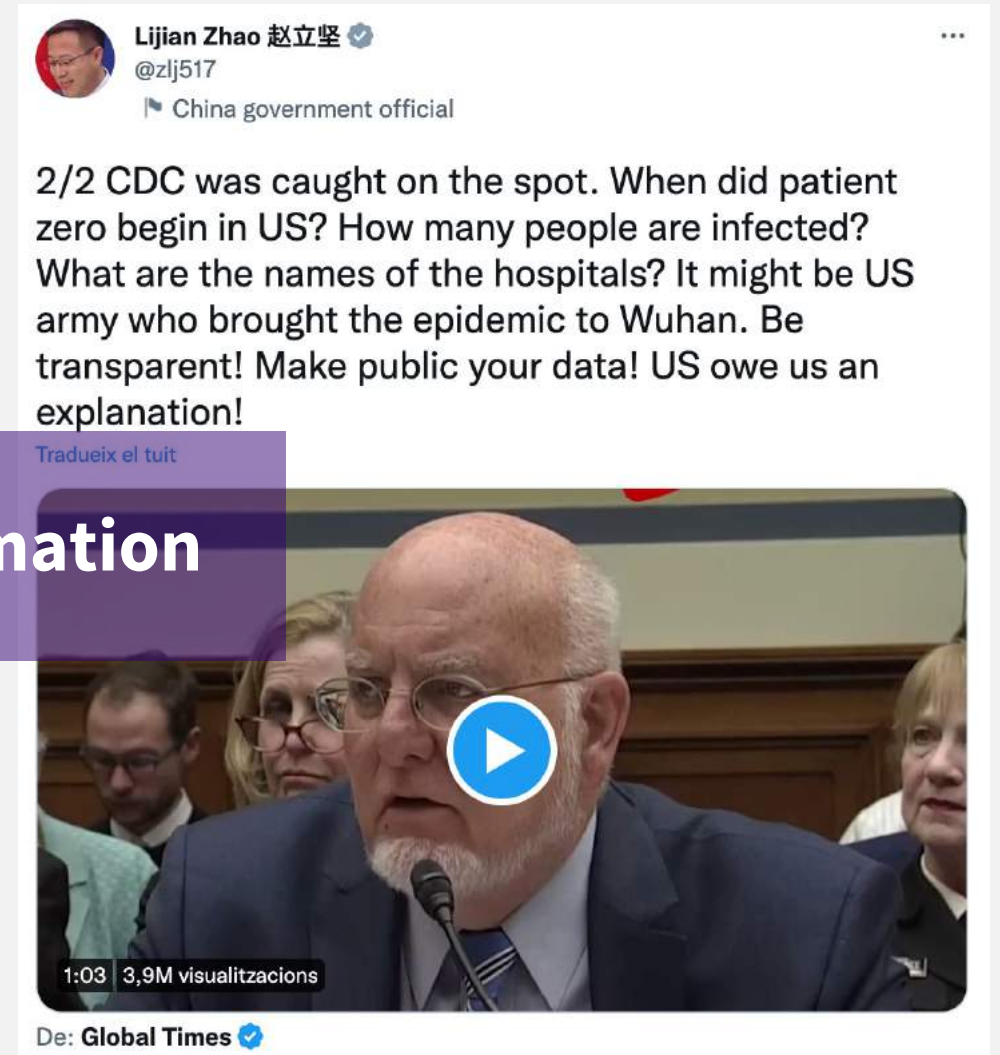 Lijian Zhao 赵立坚
@zlj517
China government official
2/2 CDC was caught on the spot. When did patient
zero begin in US? How many people are infected?
What are the names of the hospitals? It might be US
army who brought the epidemic to Wuhan. Be
transparent! Make public your data! US owe us an
explanation!
Tradueix el tuit
mation
1:03 3,9M visualitzacions
De: Global Times